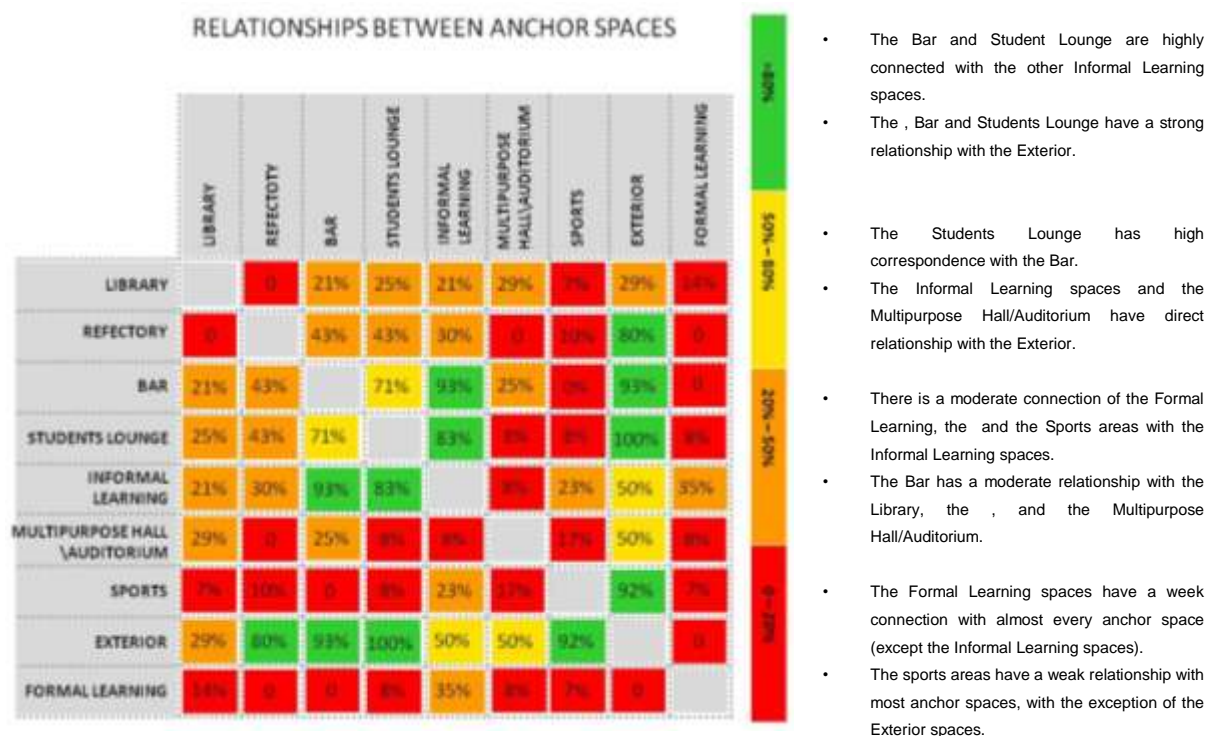 RELATIONSHIPS BETWEEN ANCHOR SPACES
LIBRARY
REFECTOTY
BAR
STUDENTS LOUNGE
INFORMAL
LEARNING
MULTIPURPOSE
HALL\AUDITORIUM
SPORTS
EXTERIOR
FORMAL LEARNING
LIBRARY 0 21% 25% 21% 29% 7% 29% 14%
REFECTORY 0 43% 43% 30% 0 10% 80% 0
BAR 21% 43% 71% 93% 25% 0% 93% 0
STUDENTS LOUNGE 25% 43% 71% 83% 8% 8% 100% 8%
INFORMAL
LEARNING 21% 30% 93% 83% 8% 23% 50% 35%
MULTIPURPOSE HALL
\AUDITORIUM 29% 0 25% 8% 8% 17% 50% 8%
SPORTS 7% 10% 0 8% 23% 17% 92% 7%
EXTERIOR 29% 80% 93% 100% 50% 50% 92% 0
FORMAL LEARNING 14% 0 0 8% 35% 8% 7% 0
50% – 80%
20% – 50%
• The Bar and Student Lounge are highly
connected with the other Informal Learning
spaces.
• The , Bar and Students Lounge have a strong
relationship with the Exterior.
• The Students Lounge has high
correspondence with the Bar.
• The Informal Learning spaces and the
Multipurpose Hall/Auditorium have direct
relationship with the Exterior.
• There is a moderate connection of the Formal
Learning, the and the Sports areas with the
Informal Learning spaces.
• The Bar has a moderate relationship with the
Library, the , and the Multipurpose
Hall/Auditorium.
• The Formal Learning spaces have a week
connection with almost every anchor space
(except the Informal Learning spaces).
• The sports areas have a weak relationship with
most anchor spaces, with the exception of the
Exterior spaces.